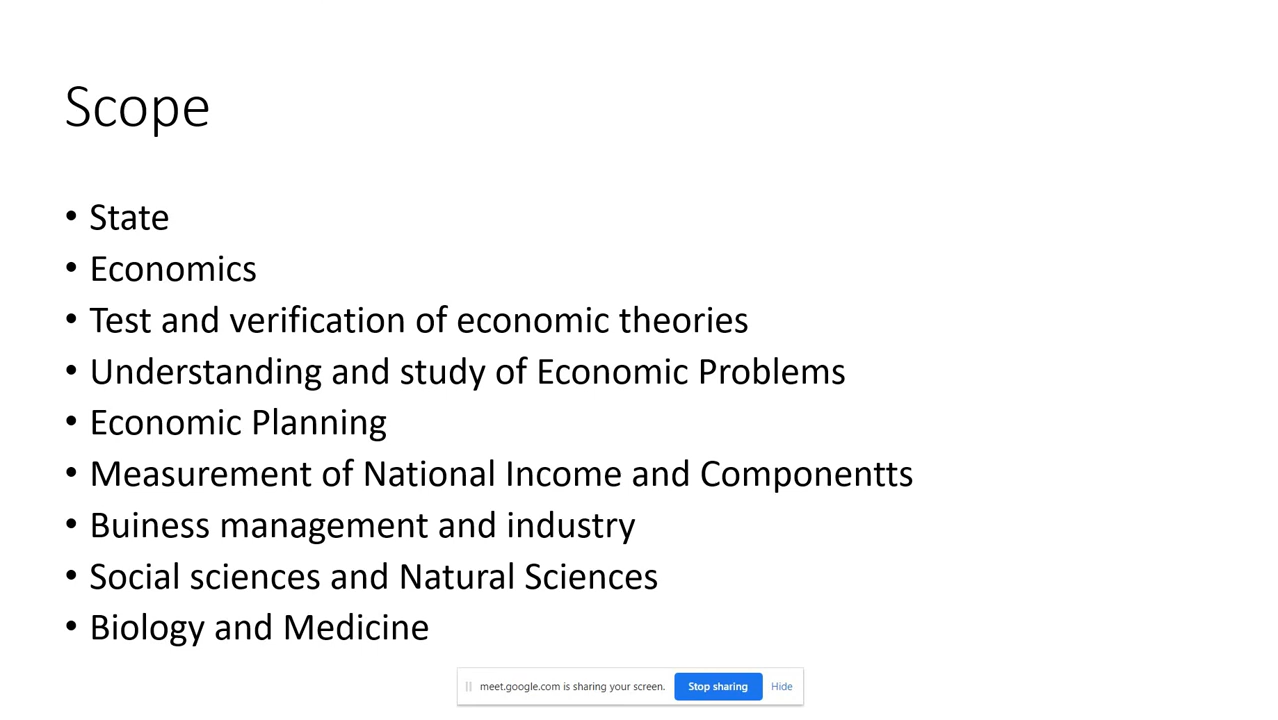 Scope
• State
• Economics
• Test and verification of economic theories
• Understanding and study of Economic Problems
• Economic Planning
• Measurement of National Income and Componentts
• Buiness management and industry
• Social sciences and Natural Sciences
• Biology and Medicine
meet.google.com is sharing your screen. Stop sharing Hide